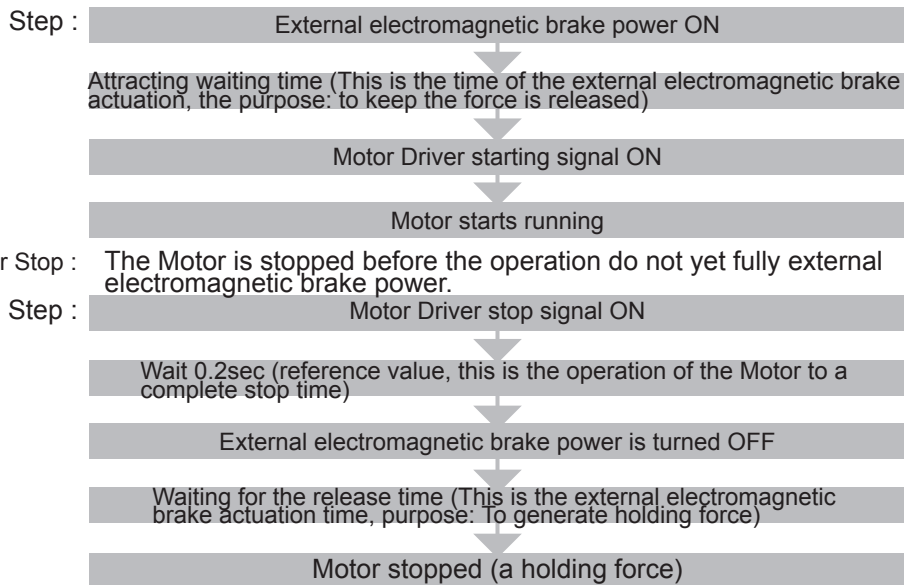 Step : External electromagnetic brake power ON
Attracting waiting time (This is the time of the external electromagnetic brake
actuation, the purpose: to keep the force is released)
Motor Driver starting signal ON
Motor starts running
r Stop : The Motor is stopped before the operation do not yet fully external
electromagnetic brake power.
Step : Motor Driver stop signal ON
Wait 0.2sec (reference value, this is the operation of the Motor to a
complete stop time)
External electromagnetic brake power is turned OFF
Waiting for the release time (This is the external electromagnetic
brake actuation time, purpose: To generate holding force)
Motor stopped (a holding force)